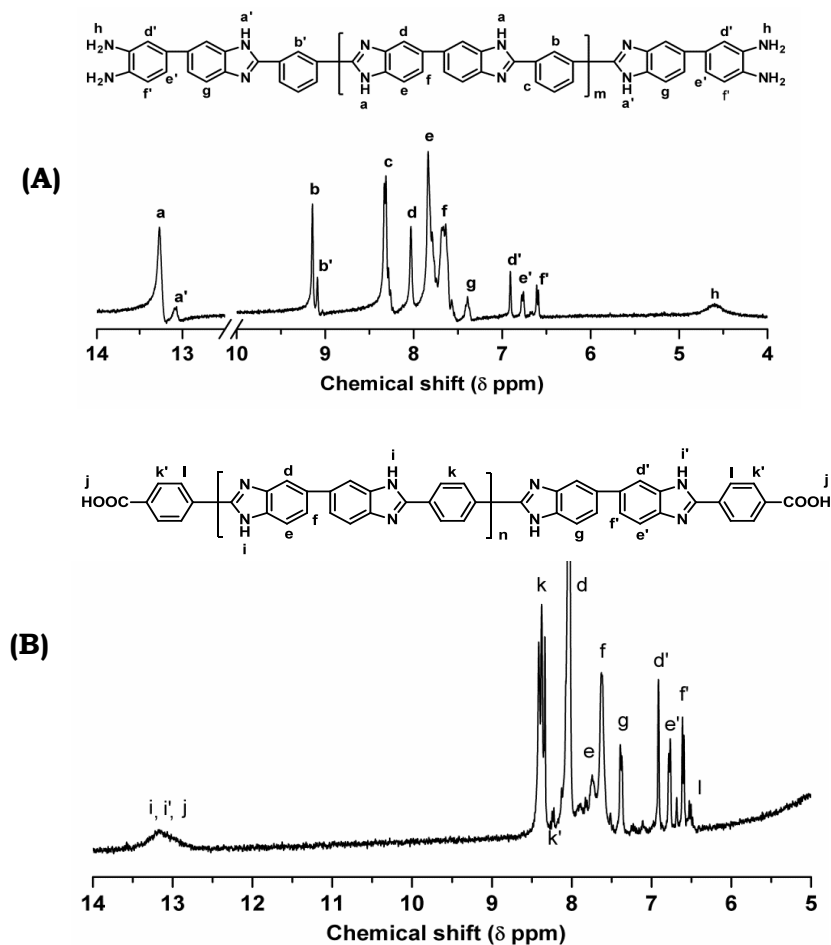 a' a
h d' b' d b d' h
H N H N
H₂N N N N N NH₂
(A)
H₂N N N N N NH₂
f' e' g N H e f c N H g e' f'
a m a'
e
b c
a d f
b' d' e' f'
a' g h
14 13 10 9 8 7 6 5 4
Chemical shift (δ ppm)
i i'
j k' l d H N k d' H N l k' j
HOOC N N N N COOH
N H e f n N H f' e'
i g
k d
(B)
f d'
f'
g e'
e l
i, i', j
k'
14 13 12 11 10 9 8 7 6 5
Chemical shift (δ ppm)